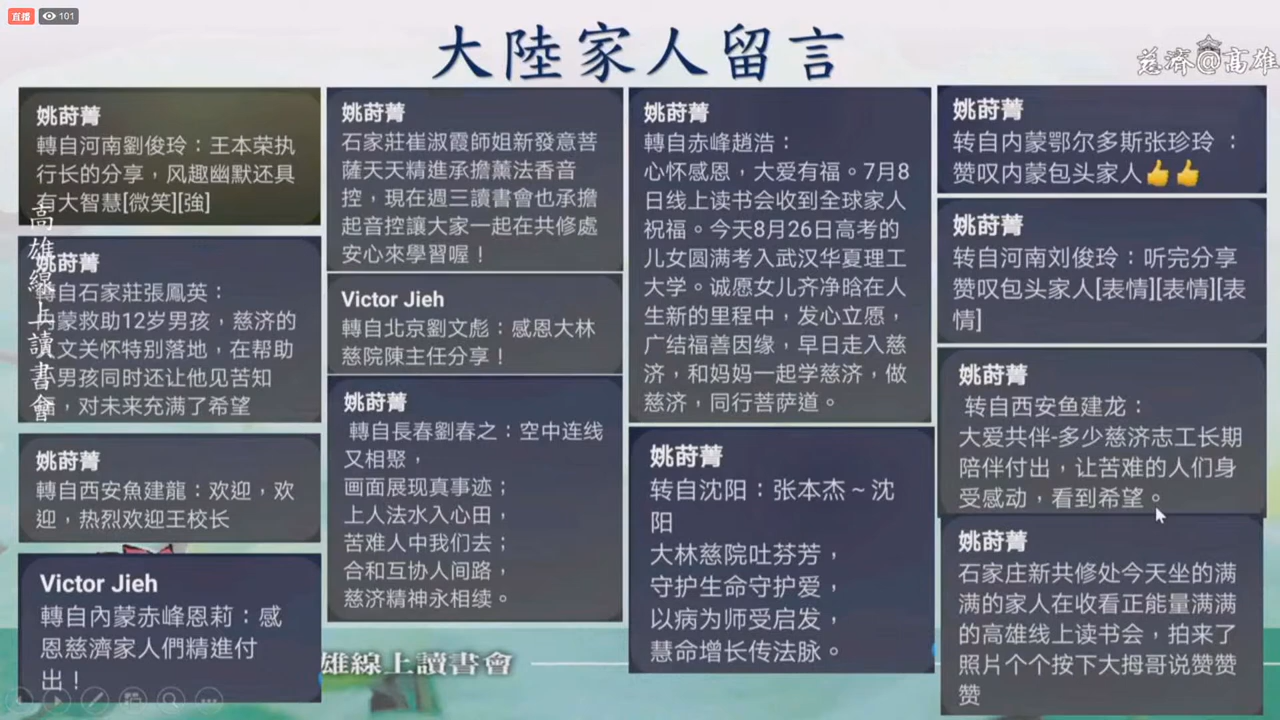 直播
101
大陸家人留言
慈濟@高雄
姚莳菁
轉自河南劉俊玲：王本荣执
行长的分享，风趣幽默还具
有大智慧[微笑][強]
姚莳菁
轉自石家莊張鳳英：
内蒙救助12岁男孩，慈济的
人文关怀特别落地，在帮助
小男孩同时还让他见苦知
福，对未来充满了希望
姚莳菁
轉自西安魚建龍：欢迎，欢
迎，热烈欢迎王校长
Victor Jieh
轉自內蒙赤峰恩莉：感
恩慈濟家人們精進付
出！
高雄線上讀書會
姚莳菁
石家莊崔淑霞師姐新發意菩
薩天天精進承擔薰法香音
控，現在週三讀書會也承擔
起音控讓大家一起在共修處
安心來學習喔！
Victor Jieh
轉自北京劉文彪：感恩大林
慈院陳主任分享！
姚莳菁
轉自長春劉春之：空中连线
又相聚，
画面展现真事迹；
上人法水入心田，
苦难人中我们去；
合和互协人间路，
慈济精神永相续。
雄線上讀書會
姚莳菁
轉自赤峰趙浩：
心怀感恩，大爱有福。7月8
日线上读书会收到全球家人
祝福。今天8月26日高考的
儿女圆满考入武汉华夏理工
大学。诚愿女儿齐净晗在人
生新的里程中，发心立愿，
广结福善因缘，早日走入慈
济，和妈妈一起学慈济，做
慈济，同行菩萨道。
姚莳菁
转自沈阳：张本杰～沈
阳
大林慈院吐芬芳，
守护生命守护爱，
以病为师受启发，
慧命增长传法脉。
姚莳菁
转自内蒙鄂尔多斯张珍玲 ：
赞叹内蒙包头家人👍👍
姚莳菁
转自河南刘俊玲：听完分享
赞叹包头家人[表情][表情][表
情]
姚莳菁
转自西安鱼建龙：
大爱共伴-多少慈济志工长期
陪伴付出，让苦难的人们身
受感动，看到希望。
姚莳菁
石家庄新共修处今天坐的满
满的家人在收看正能量满满
的高雄线上读书会，拍来了
照片个个按下大拇哥说赞赞
赞